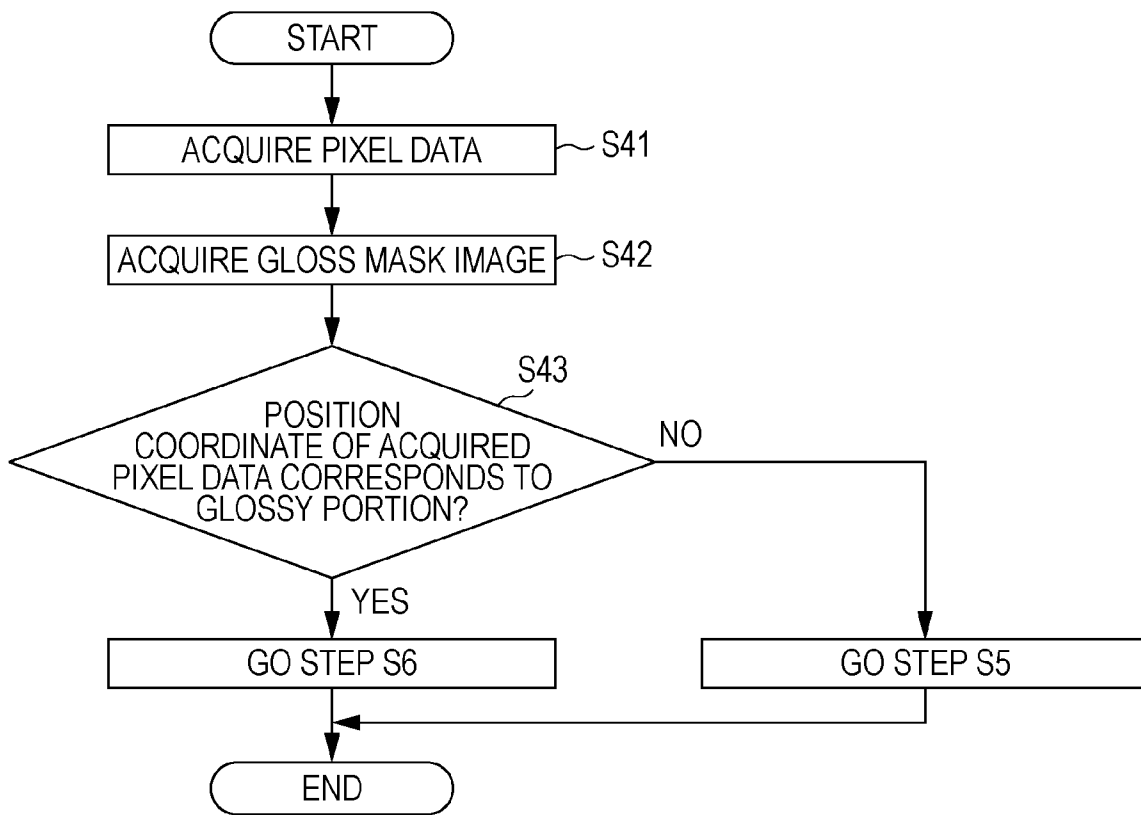 START
ACQUIRE PIXEL DATA
S41
ACQUIRE GLOSS MASK IMAGE
S42
S43
POSITION
COORDINATE OF ACQUIRED
PIXEL DATA CORRESPONDS TO
GLOSSY PORTION?
NO
YES
GO STEP S6
GO STEP S5
END